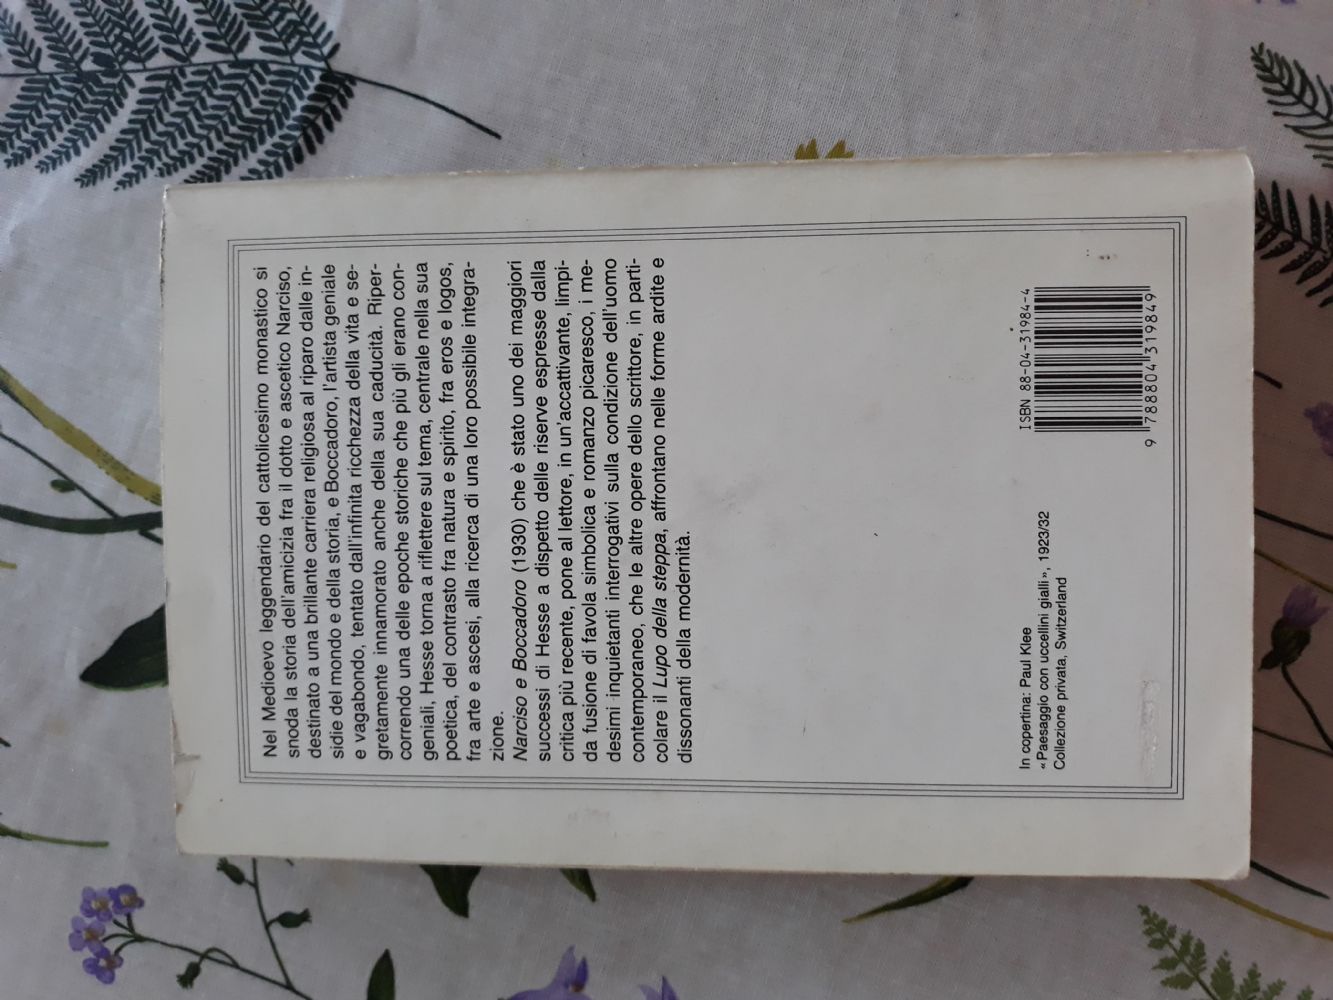 Nel Medioevo leggendario del cattolicesimo monastico si
snoda la storia dell'amicizia fra il dotto e ascetico Narciso,
destinato a una brillante carriera religiosa al riparo dalle in-
sidie del mondo e della storia, e Boccadoro, l'artista geniale
e vagabondo, tentato dall'infinita ricchezza della vita e se-
gretamente innamorato anche della sua caducità. Riper-
correndo una delle epoche storiche che più gli erano con-
geniali, Hesse torna a riflettere sul tema, centrale nella sua
poetica, del contrasto fra natura e spirito, fra eros e logos,
fra arte e ascesi, alla ricerca di una loro possibile integra-
zione.
Narciso e Boccadoro (1930) che è stato uno dei maggiori
successi di Hesse a dispetto delle riserve espresse dalla
critica più recente, pone al lettore, in un'accattivante, limpi-
da fusione di favola simbolica e romanzo picaresco, i me-
desimi inquietanti interrogativi sulla condizione dell'uomo
contemporaneo, che le altre opere dello scrittore, in parti-
colare il Lupo della steppa, affrontano nelle forme ardite e
dissonanti della modernità.
In copertina: Paul Klee
«Paesaggio con uccellini gialli», 1923/32
Collezione privata, Switzerland
ISBN 88-04-31984-4
9 788804 319849